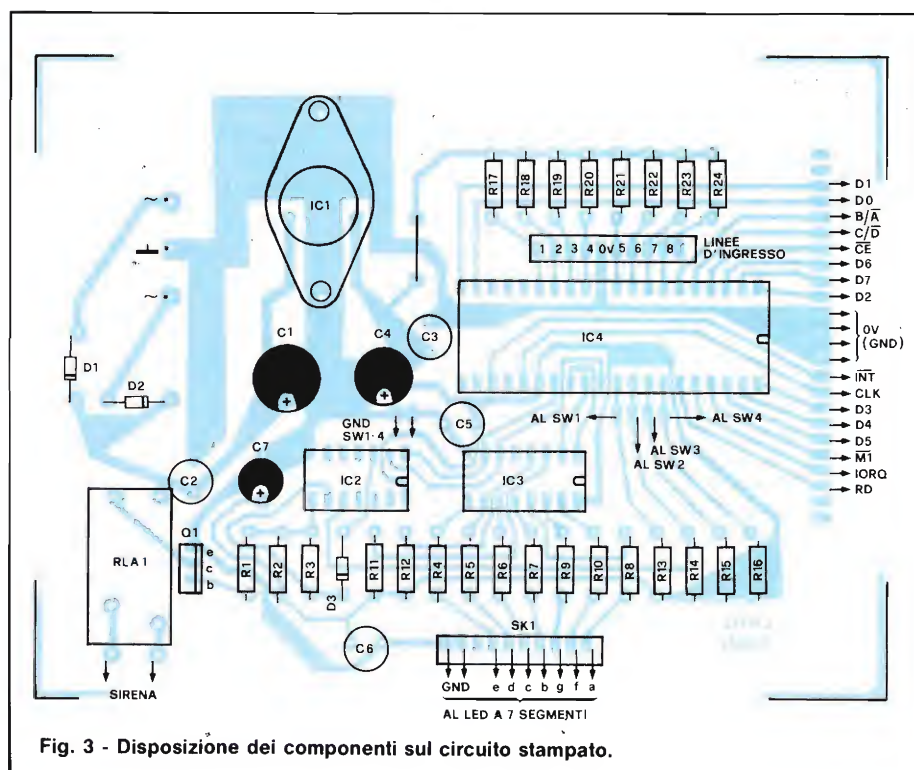 IC1
R17 R18 R19 R20 R21 R22 R23 R24
D1
D0
B/A̅
C/D̅
C̅E̅
D6
D7
D2
0V
(GND)
I̅N̅T̅
CLK
D3
D4
D5
M̅1̅
IORQ
RD
1 2 3 4 0V 5 6 7 8
LINEE
D'INGRESSO
~
~
D1
D2
C1
C4
C3
IC4
+
+
GND
SW1-4
C5
AL SW1
AL SW4
AL SW3
AL SW2
C2
C7
+
IC2
IC3
RLA1
Q1
e
c
b
R1 R2 R3 D3 R11 R12 R4 R5 R6 R7 R9 R10 R8 R13 R14 R15 R16
C6
SK1
SIRENA
GND e d c b g f a
AL LED A 7 SEGMENTI
Fig. 3 - Disposizione dei componenti sul circuito stampato.